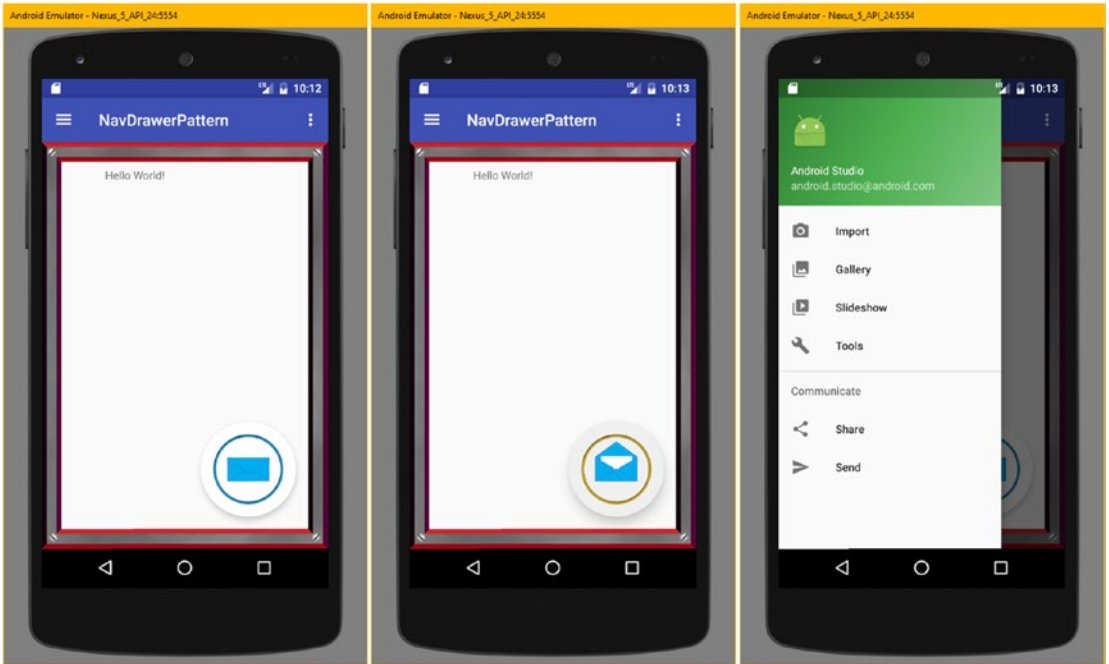 Android Emulator - Nexus_5_API_24:5554
10:12
NavDrawerPattern
Hello World!
Android Emulator - Nexus_5_API_24:5554
10:13
NavDrawerPattern
Hello World!
Android Emulator - Nexus_5_API_24:5554
10:13
Android Studio
android.studio@android.com
Import
Gallery
Slideshow
Tools
Communicate
Share
Send